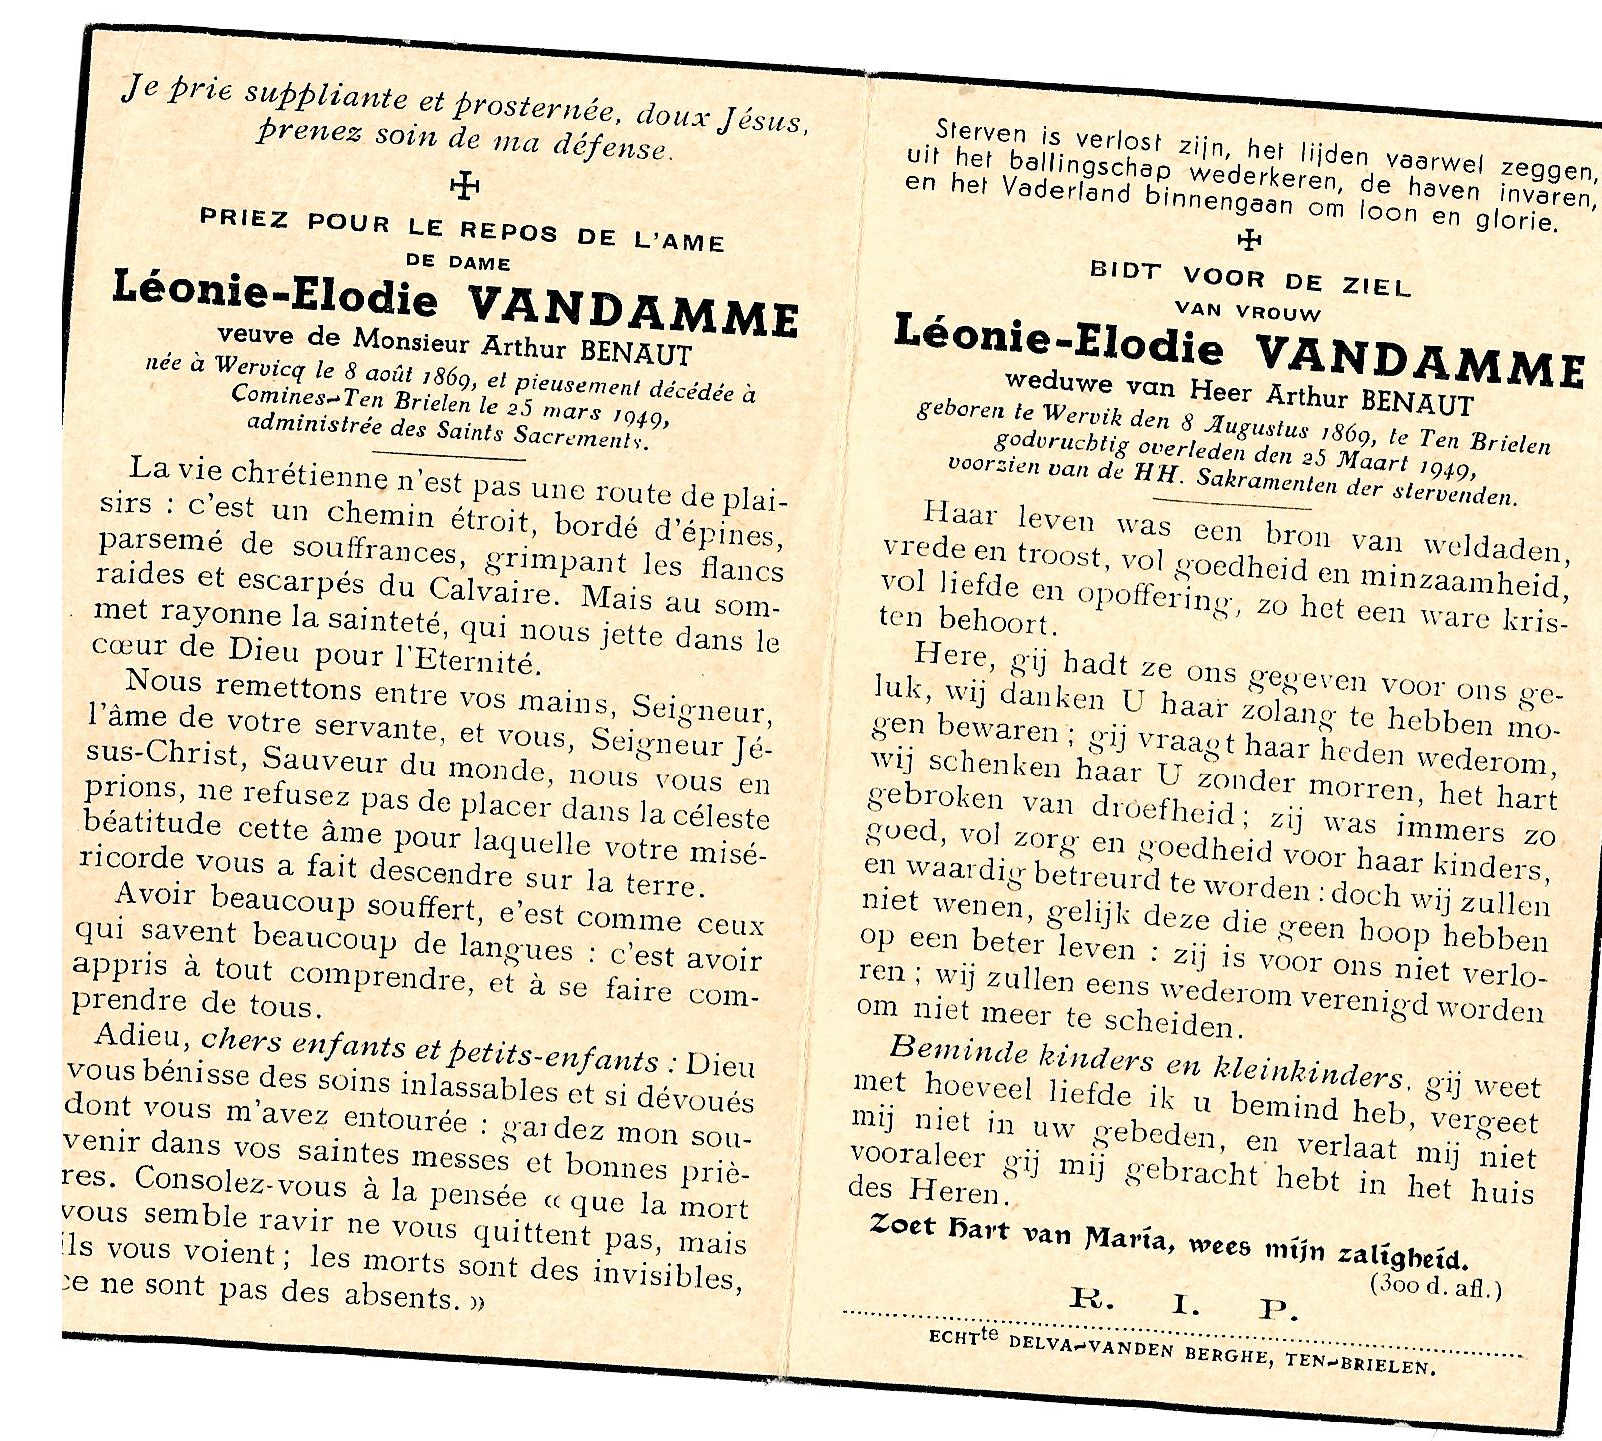 Je prie suppliante et prosternée, doux Jésus,
prenez soin de ma défense.
PRIEZ POUR LE REPOS DE L'AME
DE DAME
Léonie-Elodie VANDAMME
veuve de Monsieur Arthur BENAUT
née à Wervicq le 8 août 1869, et pieusement décédée à
Comines-Ten Brielen le 25 mars 1949,
administrée des Saints Sacrements.
La vie chrétienne n'est pas une route de plai-
sirs : c'est un chemin étroit, bordé d'épines,
parsemé de souffrances, grimpant les flancs
raides et escarpés du Calvaire. Mais au som-
met rayonne la sainteté, qui nous jette dans le
cœur de Dieu pour l'Eternité.
Nous remettons entre vos mains, Seigneur,
l'âme de votre servante, et vous, Seigneur Jé-
sus-Christ, Sauveur du monde, nous vous en
prions, ne refusez pas de placer dans la céleste
béatitude cette âme pour laquelle votre misé-
ricorde vous a fait descendre sur la terre.
Avoir beaucoup souffert, e'est comme ceux
qui savent beaucoup de langues : c'est avoir
appris à tout comprendre, et à se faire com-
prendre de tous.
Adieu, chers enfants et petits-enfants : Dieu
vous bénisse des soins inlassables et si dévoués
dont vous m'avez entourée : gardez mon sou-
venir dans vos saintes messes et bonnes priè-
res. Consolez-vous à la pensée « que la mort
vous semble ravir ne vous quittent pas, mais
ils vous voient ; les morts sont des invisibles,
ce ne sont pas des absents. »
Sterven is verlost zijn, het lijden vaarwel zeggen,
uit het ballingschap wederkeren, de haven invaren,
en het Vaderland binnengaan om loon en glorie.
BIDT VOOR DE ZIEL
VAN VROUW
Léonie-Elodie VANDAMME
weduwe van Heer Arthur BENAUT
geboren te Wervik den 8 Augustus 1869, te Ten Brielen
godvruchtig overleden den 25 Maart 1949,
voorzien van de HH. Sakramenten der stervenden.
Haar leven was een bron van weldaden,
vrede en troost, vol goedheid en minzaamheid,
vol liefde en opoffering, zo het een ware kris-
ten behoort.
Here, gij hadt ze ons gegeven voor ons ge-
luk, wij danken U haar zolang te hebben mo-
gen bewaren ; gij vraagt haar heden wederom,
wij schenken haar U zonder morren, het hart
gebroken van droefheid ; zij was immers zo
goed, vol zorg en goedheid voor haar kinders,
en waardig betreurd te worden : doch wij zullen
niet wenen, gelijk deze die geen hoop hebben
op een beter leven : zij is voor ons niet verlo-
ren ; wij zullen eens wederom verenigd worden
om niet meer te scheiden.
Beminde kinders en kleinkinders, gij weet
met hoeveel liefde ik u bemind heb, vergeet
mij niet in uw gebeden, en verlaat mij niet
vooraleer gij mij gebracht hebt in het huis
des Heren.
Zoet Hart van Maria, wees mijn zaligheid.
(300 d. afl.)
R. I. P.
ECHTte DELVA-VANDEN BERGHE, TEN-BRIELEN.